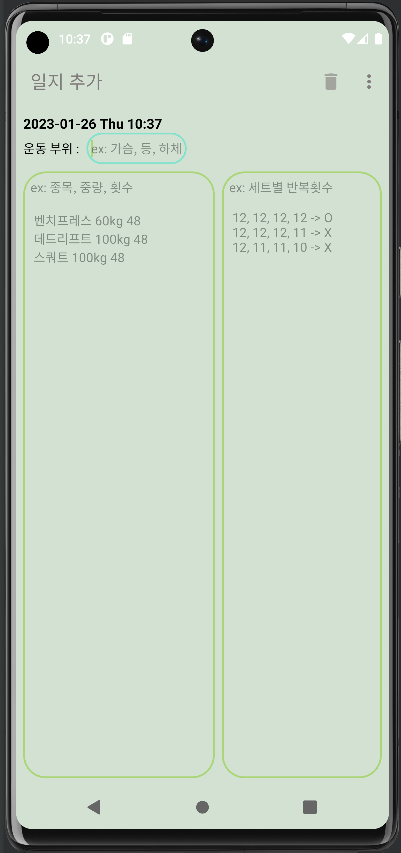 10:37
일지 추가
2023-01-26 Thu 10:37
운동 부위 : ex: 가슴, 등, 하체
ex: 종목, 중량, 횟수
벤치프레스 60kg 48
데드리프트 100kg 48
스쿼트 100kg 48
ex: 세트별 반복횟수
12, 12, 12, 12 -> O
12, 12, 12, 11 -> X
12, 11, 11, 10 -> X